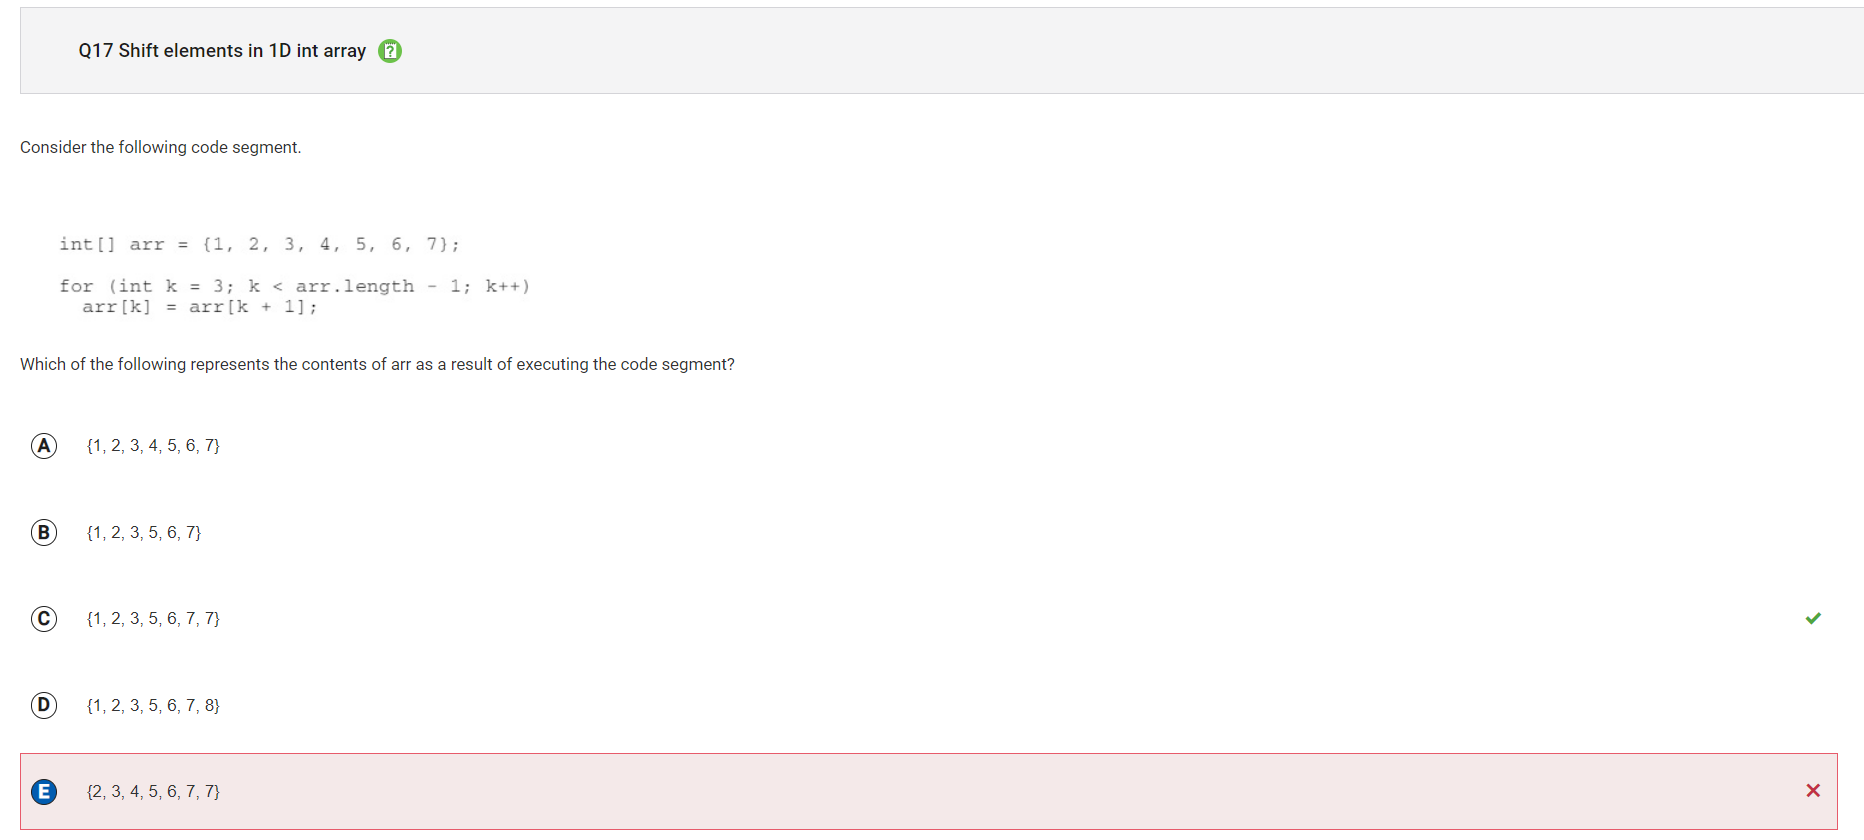 Q17 Shift elements in 1D int array
Consider the following code segment.
int[] arr = {1, 2, 3, 4, 5, 6, 7};
for (int k = 3; k < arr.length - 1; k++)
arr[k] = arr[k + 1];
Which of the following represents the contents of arr as a result of executing the code segment?
A {1, 2, 3, 4, 5, 6, 7}
B {1, 2, 3, 5, 6, 7}
C {1, 2, 3, 5, 6, 7, 7}
D {1, 2, 3, 5, 6, 7, 8}
E {2, 3, 4, 5, 6, 7, 7}